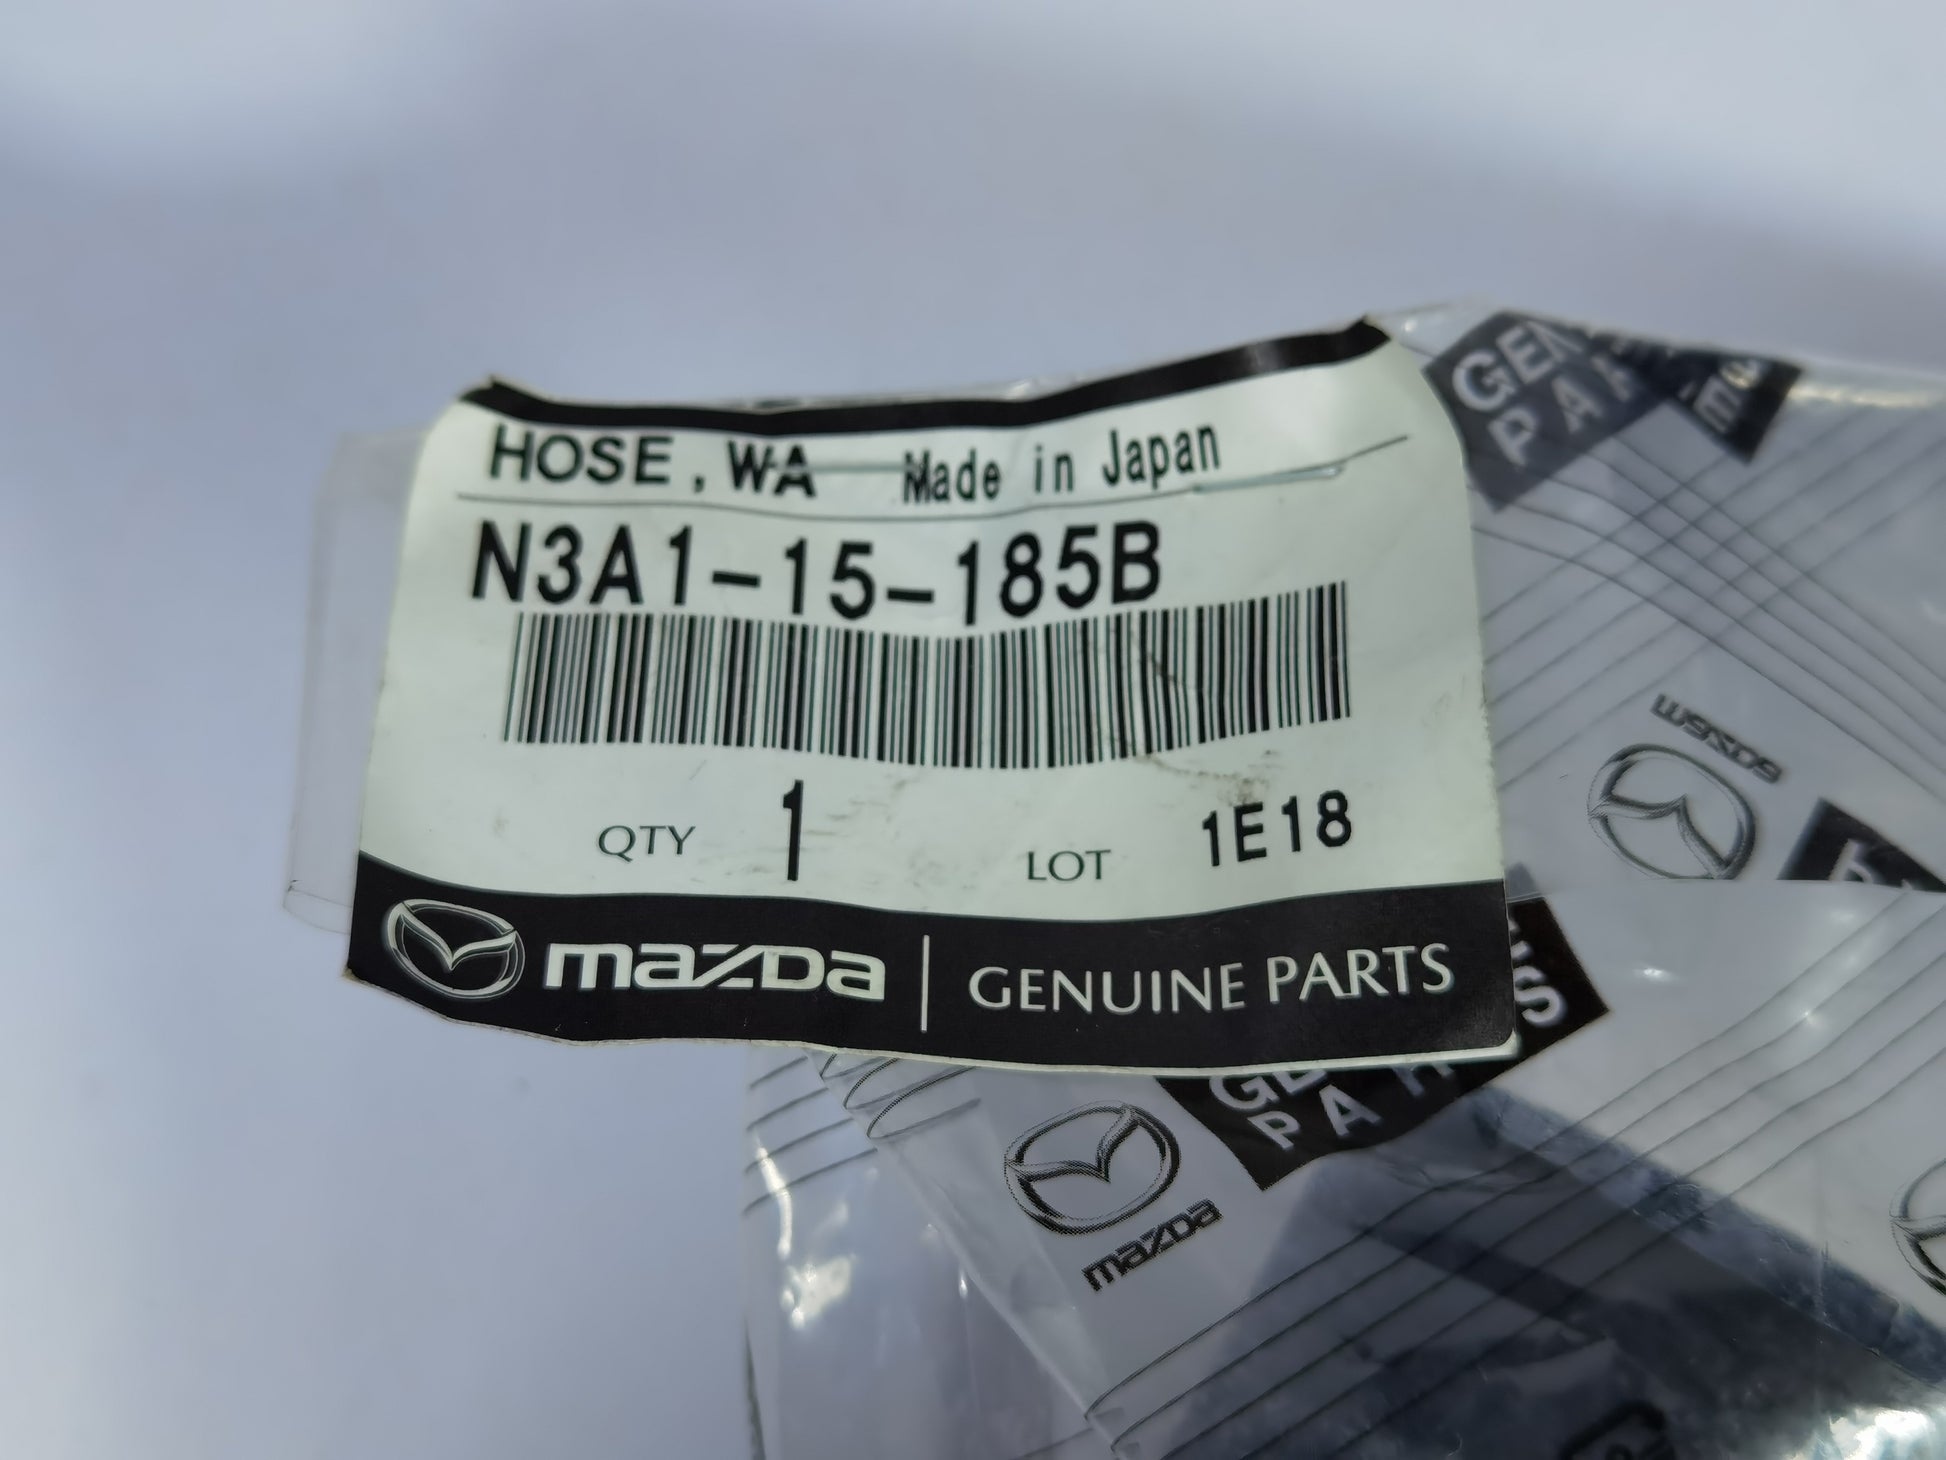 HOSE, WA Made in Japan
N3A1-15-185B
QTY 1 LOT 1E18
mazda | GENUINE PARTS
mazda
mazda